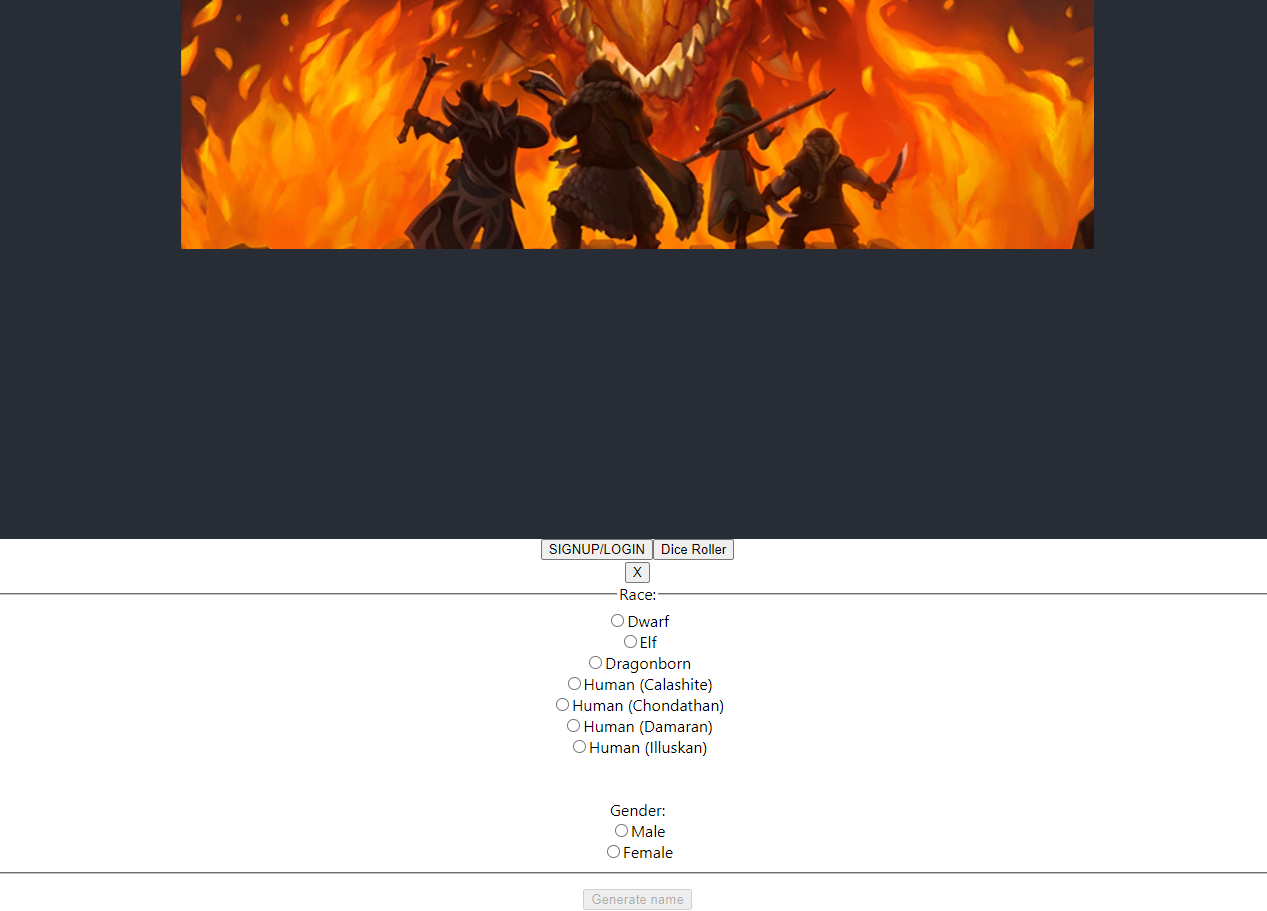 SIGNUP/LOGIN Dice Roller
X
Race:
Dwarf
Elf
Dragonborn
Human (Calashite)
Human (Chondathan)
Human (Damaran)
Human (Illuskan)
Gender:
Male
Female
Generate name